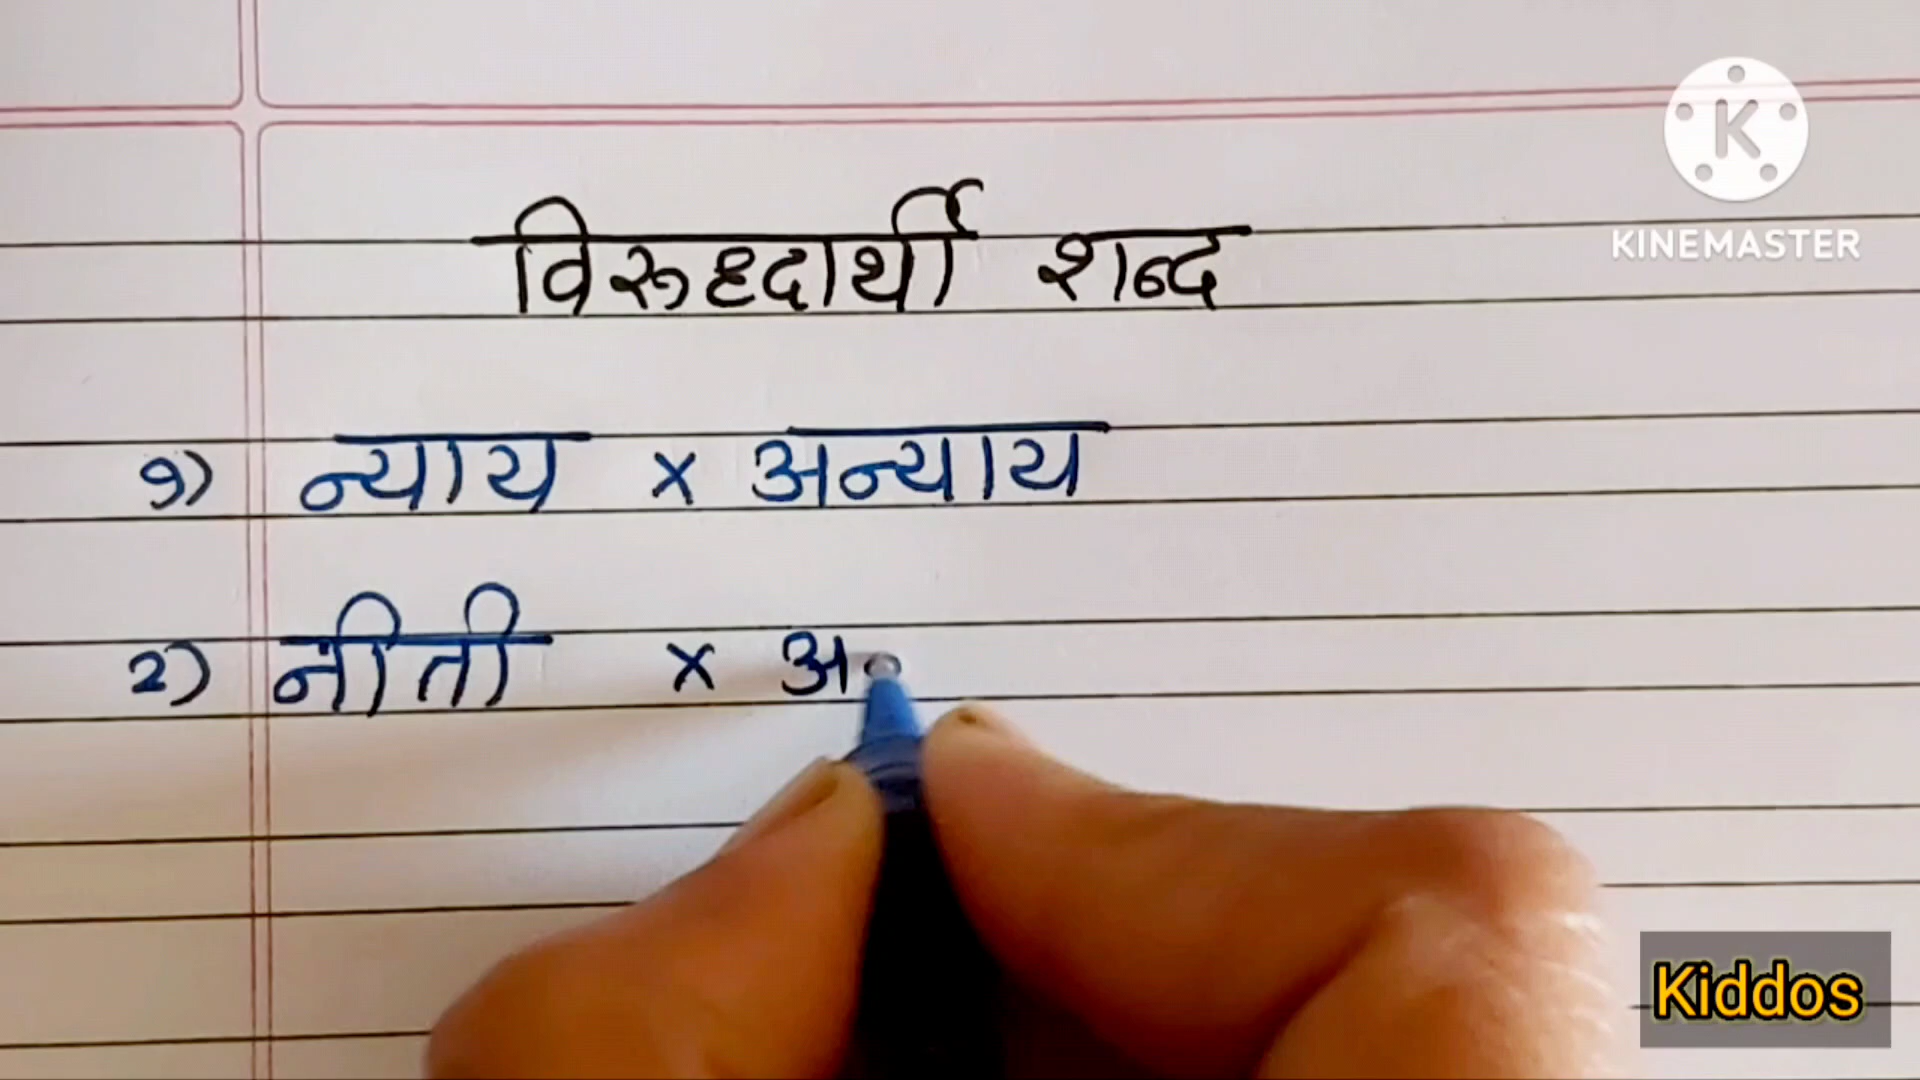 विरुद्दार्थी शब्द
KINEMASTER
१) न्याय x अन्याय
२) नीती x अ
Kiddos